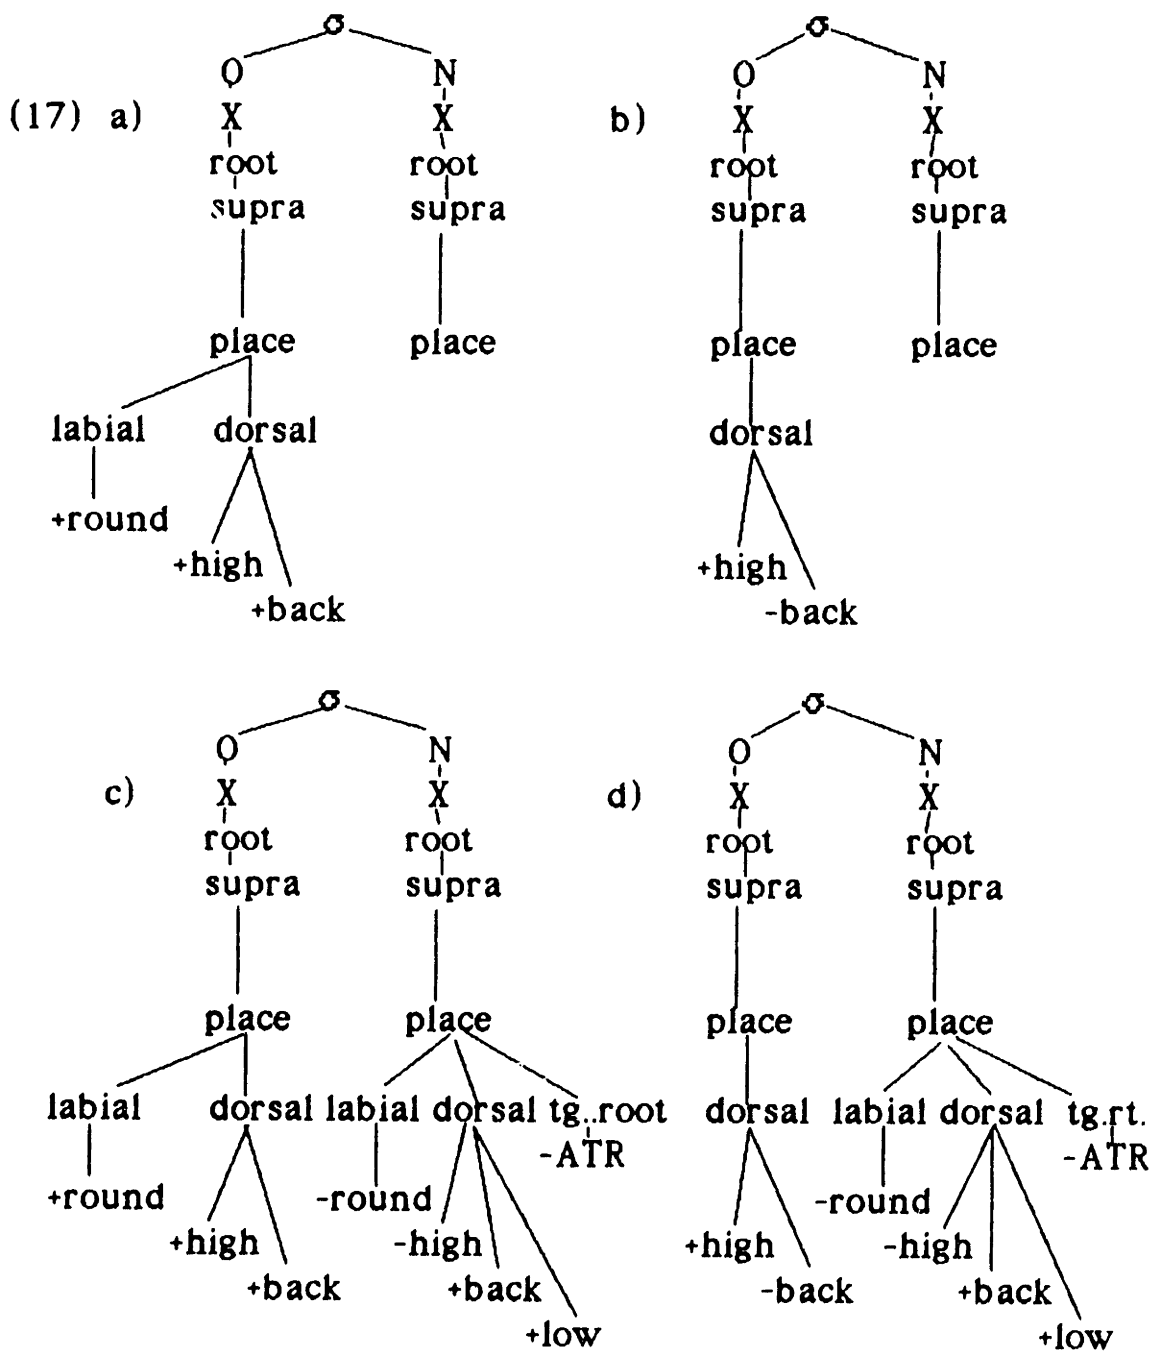 σ σ
O N O N
(17) a) X X b) X X
root root root root
supra supra supra supra
place place place place
labial dorsal dorsal
+round
+high +high
+back -back
σ σ
O N O N
c) X X d) X X
root root root root
supra supra supra supra
place place place place
labial dorsal labial dorsal tg..root dorsal labial dorsal tg.rt.
-ATR -ATR
+round -round -round
+high -high +high -high
+back +back -back +back
+low +low